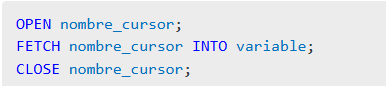 OPEN nombre_cursor;
FETCH nombre_cursor INTO variable;
CLOSE nombre_cursor;